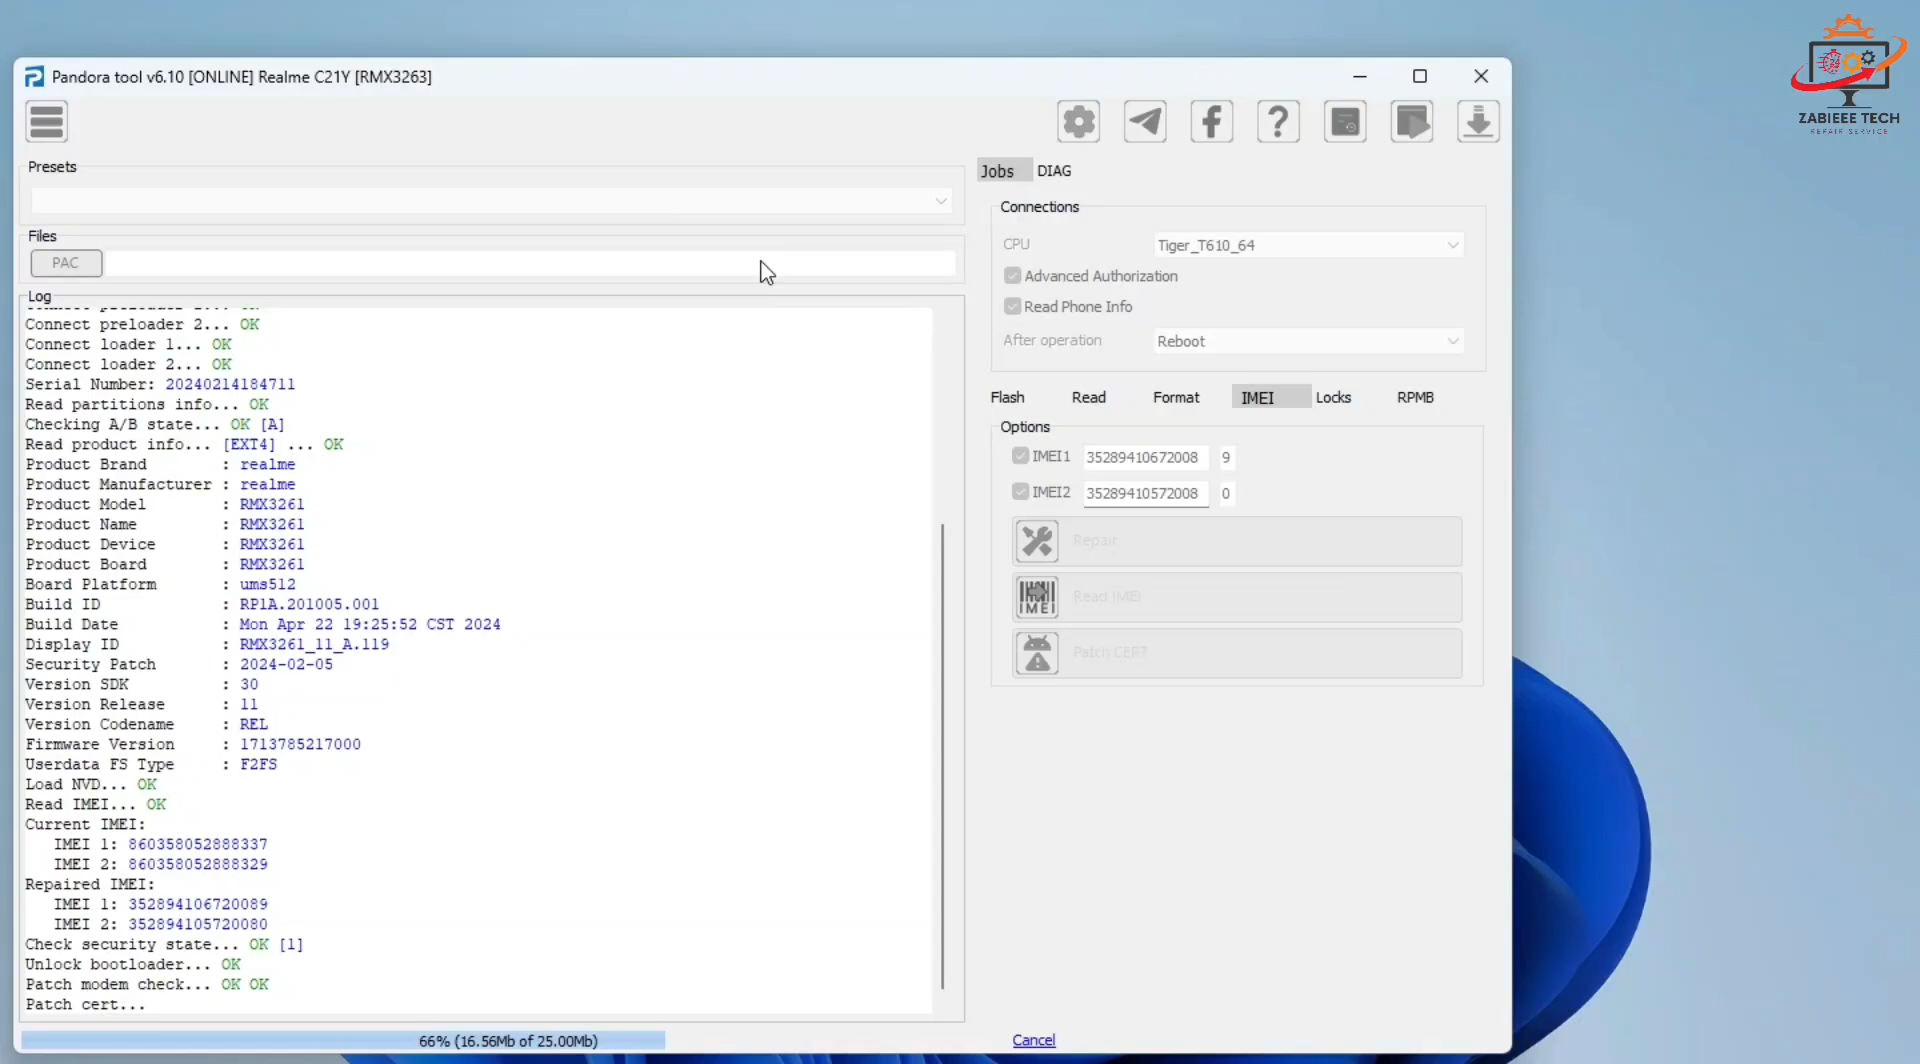 ZABIEEE TECH
REPAIR SERVICE
Pandora tool v6.10 [ONLINE] Realme C21Y [RMX3263]
Presets
Files
PAC
Log
Connect preloader 2... OK
Connect loader 1... OK
Connect loader 2... OK
Serial Number: 20240214184711
Read partitions info... OK
Checking A/B state... OK [A]
Read product info... [EXT4] ... OK
Product Brand : realme
Product Manufacturer : realme
Product Model : RMX3261
Product Name : RMX3261
Product Device : RMX3261
Product Board : RMX3261
Board Platform : ums512
Build ID : RP1A.201005.001
Build Date : Mon Apr 22 19:25:52 CST 2024
Display ID : RMX3261_11_A.119
Security Patch : 2024-02-05
Version SDK : 30
Version Release : 11
Version Codename : REL
Firmware Version : 1713785217000
Userdata FS Type : F2FS
Load NVD... OK
Read IMEI... OK
Current IMEI:
IMEI 1: 860358052888337
IMEI 2: 860358052888329
Repaired IMEI:
IMEI 1: 352894106720089
IMEI 2: 352894105720080
Check security state... OK [1]
Unlock bootloader... OK
Patch modem check... OK OK
Patch cert...
66% (16.56Mb of 25.00Mb)
Jobs DIAG
Connections
CPU Tiger_T610_64
Advanced Authorization
Read Phone Info
After operation Reboot
Flash Read Format IMEI Locks RPMB
Options
IMEI1 35289410672008 9
IMEI2 35289410572008 0
Repair
Read IMEI
Patch CERT
Cancel